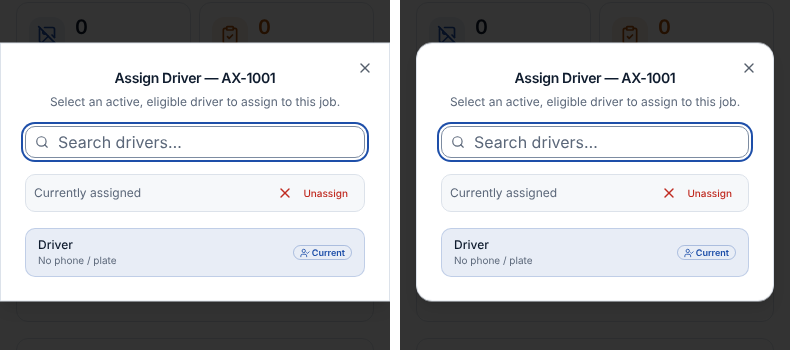 0
0
Assign Driver — AX-1001
Select an active, eligible driver to assign to this job.
Search drivers...
Currently assigned
Unassign
Driver
No phone / plate
Current
0
0
Assign Driver — AX-1001
Select an active, eligible driver to assign to this job.
Search drivers...
Currently assigned
Unassign
Driver
No phone / plate
Current